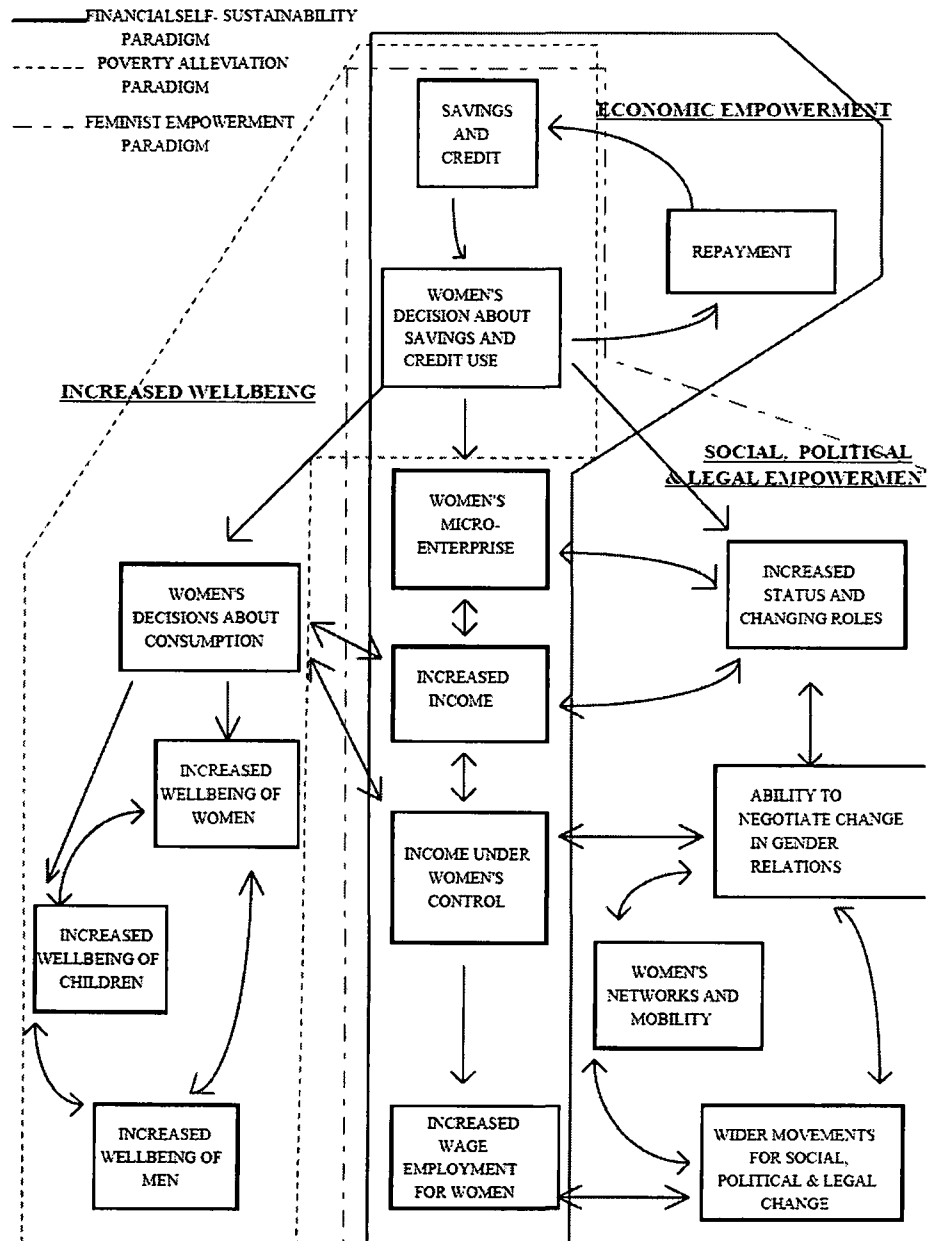 FINANCIALSELF- SUSTAINABILITY
PARADIGM
POVERTY ALLEVIATION
PARADIGM
FEMINIST EMPOWERMENT
PARADIGM
SAVINGS
AND
CREDIT
ECONOMIC EMPOWERMENT
REPAYMENT
WOMEN'S
DECISION ABOUT
SAVINGS AND
CREDIT USE
INCREASED WELLBEING
SOCIAL, POLITICAL
& LEGAL EMPOWERMEN
WOMEN'S
MICRO-
ENTERPRISE
INCREASED
STATUS AND
CHANGING ROLES
WOMEN'S
DECISIONS ABOUT
CONSUMPTION
INCREASED
INCOME
INCREASED
WELLBEING OF
WOMEN
ABILITY TO
NEGOTIATE CHANGE
IN GENDER
RELATIONS
INCOME UNDER
WOMEN'S
CONTROL
INCREASED
WELLBEING OF
CHILDREN
WOMEN'S
NETWORKS AND
MOBILITY
INCREASED
WELLBEING OF
MEN
INCREASED
WAGE
EMPLOYMENT
FOR WOMEN
WIDER MOVEMENTS
FOR SOCIAL,
POLITICAL & LEGAL
CHANGE